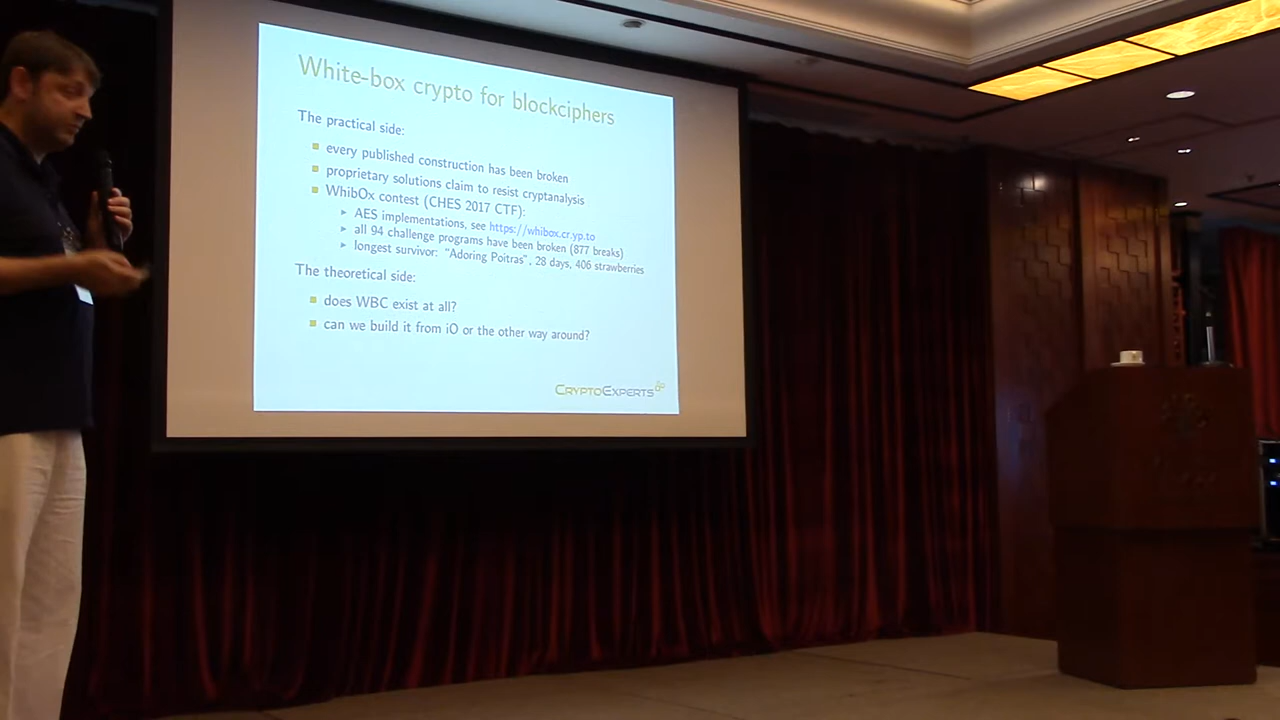 White-box crypto for blockciphers
The practical side:
every published construction has been broken
proprietary solutions claim to resist cryptanalysis
WhibOx contest (CHES 2017 CTF):
AES implementations, see https://whibox.cr.yp.to
all 94 challenge programs have been broken (877 breaks)
longest survivor: "Adoring Poitras", 28 days, 406 strawberries
The theoretical side:
does WBC exist at all?
can we build it from iO or the other way around?
CRYPTOEXPERTS